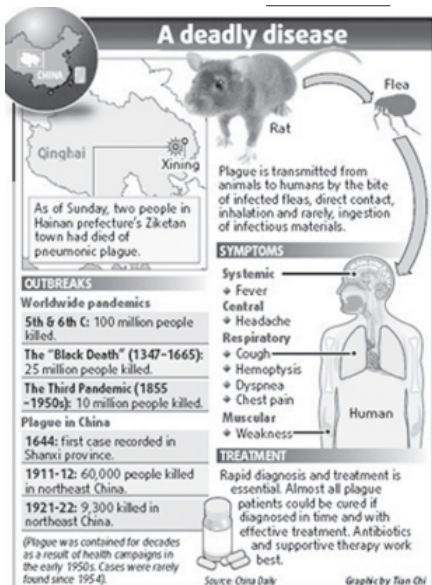 A deadly disease
CHINA
Qinghai
Xining
As of Sunday, two people in
Hainan prefecture's Ziketan
town had died of
pneumonic plague.
Rat
Flea
Plague is transmitted from
animals to humans by the bite
of infected fleas, direct contact,
inhalation and rarely, ingestion
of infectious materials.
OUTBREAKS
Worldwide pandemics
5th & 6th C: 100 million people
killed.
The "Black Death" (1347-1665):
25 million people killed.
The Third Pandemic (1855
-1950s): 10 million people killed.
Plague in China
1644: first case recorded in
Shanxi province.
1911-12: 60,000 people killed
in northeast China.
1921-22: 9,300 killed in
northeast China.
(Plague was contained for decades
as a result of health campaigns in
the early 1950s. Cases were rarely
found since 1954).
SYMPTOMS
Systemic
Fever
Central
Headache
Respiratory
Cough
Hemoptysis
Dyspnea
Chest pain
Muscular
Weakness
Human
TREATMENT
Rapid diagnosis and treatment is
essential. Almost all plague
patients could be cured if
diagnosed in time and with
effective treatment. Antibiotics
and supportive therapy work
best.
Source: China Daily
Graphic by Tian Chi